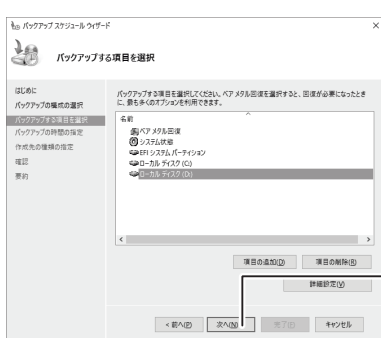 バックアップ スケジュール ウィザード
バックアップする項目を選択
はじめに
バックアップの構成の選択
バックアップする項目を選択
バックアップの時間の指定
作成先の種類の指定
確認
要約
バックアップする項目を選択してください。ベア メタル回復を選択すると、回復が必要になったとき
に、最も多くのオプションを利用できます。
名前
ベア メタル回復
システム状態
EFI システム パーティション
ローカル ディスク (C:)
ローカル ディスク (D:)
項目の追加(D)
項目の削除(R)
詳細設定(V)
< 前へ(P)
次へ(N)
完了(F)
キャンセル